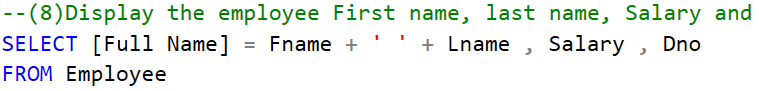 --(8)Display the employee First name, last name, Salary and
SELECT [Full Name] = Fname + ' ' + Lname , Salary , Dno
FROM Employee